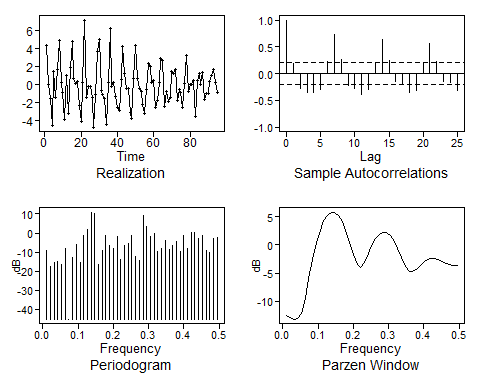 6
4
2
0
-2
-4
0 20 40 60 80
Time
Realization
1.0
0.5
0.0
-0.5
-1.0
0 5 10 15 20 25
Lag
Sample Autocorrelations
10
0
-10
-20
-30
-40
dB
0.0 0.1 0.2 0.3 0.4 0.5
Frequency
Periodogram
5
0
-5
-10
dB
0.0 0.1 0.2 0.3 0.4 0.5
Frequency
Parzen Window